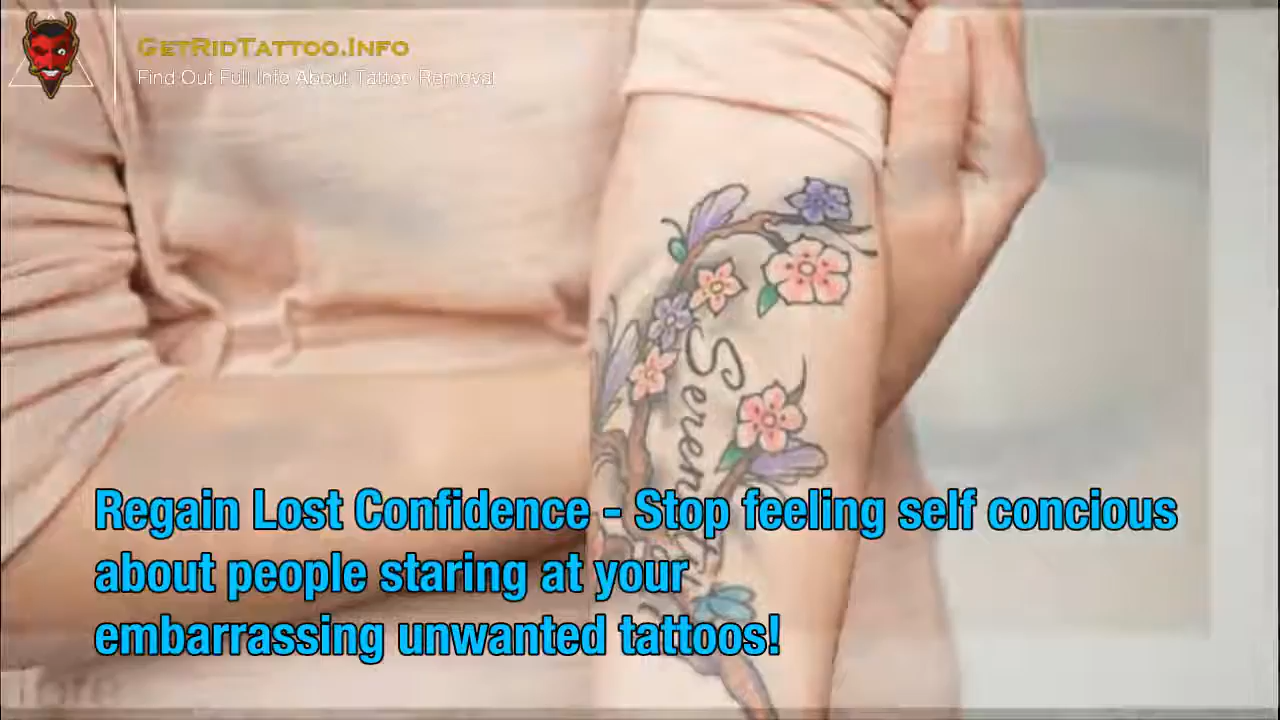 GetRidTattoo.Info
Find Out Full Info About Tattoo Removal
Regain Lost Confidence - Stop feeling self concious
about people staring at your
embarrassing unwanted tattoos!